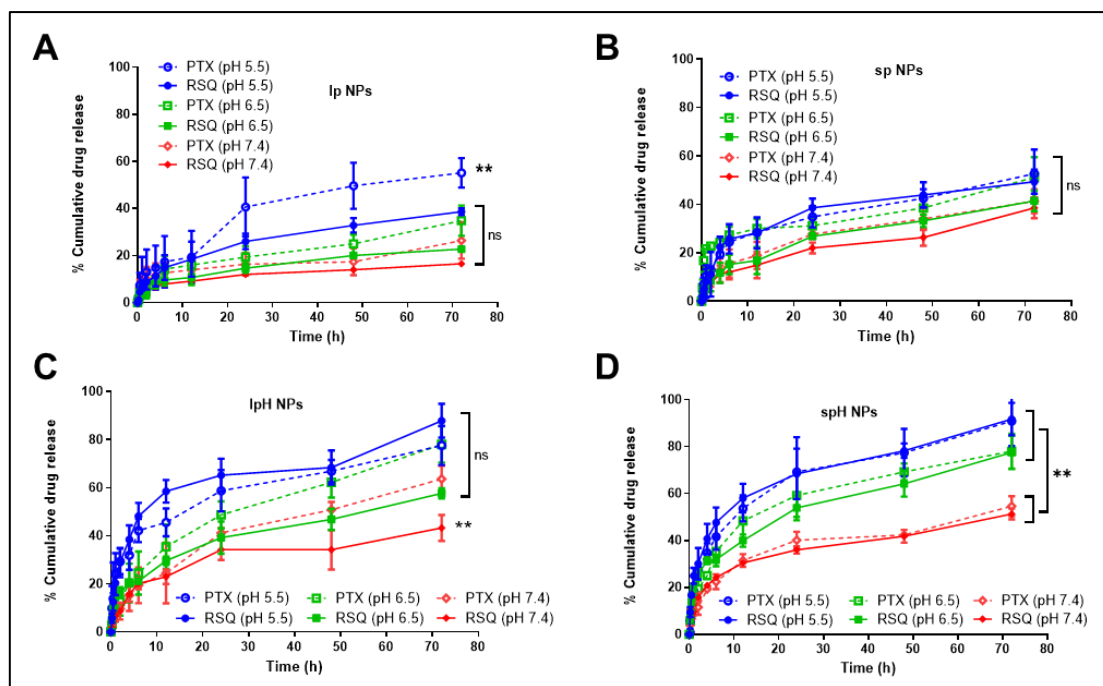 A
B
100
80
60
40
20
0
% Cumulative drug release
PTX (pH 5.5)
RSQ (pH 5.5)
PTX (pH 6.5)
RSQ (pH 6.5)
PTX (pH 7.4)
RSQ (pH 7.4)
lp NPs
**
ns
0 10 20 30 40 50 60 70 80
Time (h)
100
80
60
40
20
0
% Cumulative drug release
PTX (pH 5.5)
RSQ (pH 5.5)
PTX (pH 6.5)
RSQ (pH 6.5)
PTX (pH 7.4)
RSQ (pH 7.4)
sp NPs
ns
0 10 20 30 40 50 60 70 80
Time (h)
C
D
100
80
60
40
20
0
% Cumulative drug release
lpH NPs
ns
**
PTX (pH 5.5) PTX (pH 6.5) PTX (pH 7.4)
RSQ (pH 5.5) RSQ (pH 6.5) RSQ (pH 7.4)
0 10 20 30 40 50 60 70 80
Time (h)
100
80
60
40
20
0
% Cumulative drug release
spH NPs
**
PTX (pH 5.5) PTX (pH 6.5) PTX (pH 7.4)
RSQ (pH 5.5) RSQ (pH 6.5) RSQ (pH 7.4)
0 10 20 30 40 50 60 70 80
Time (h)